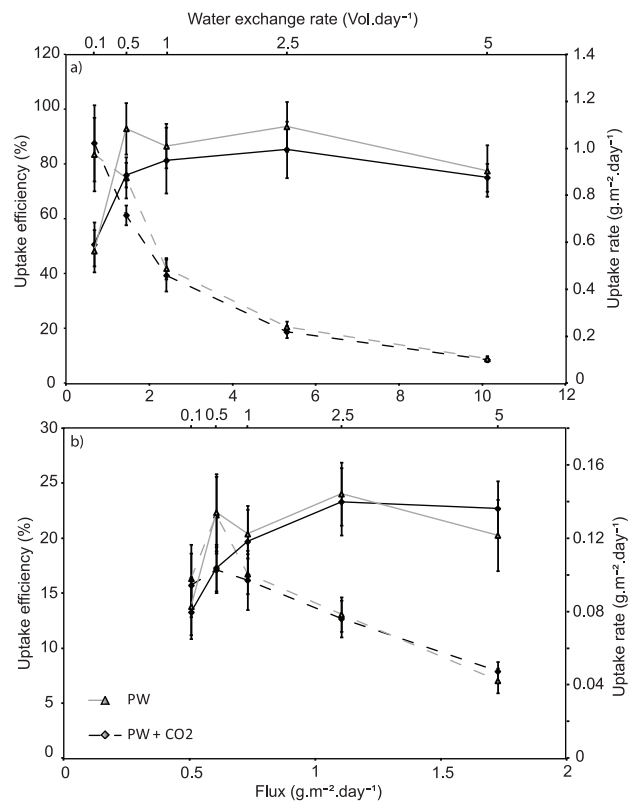 Water exchange rate (Vol.day⁻¹)
0.1 0.5 1 2.5 5
120 1.4
a)
100 1.2
80 1.0
60 0.8
40 0.6
20 0.4
0 0.2
0
Uptake efficiency (%)
Uptake rate (g.m⁻².day⁻¹)
0 2 4 6 8 10 12
0.1 0.5 1 2.5 5
30
b)
25 0.16
20 0.12
15 0.08
10 0.04
5 0
0
Uptake efficiency (%)
Uptake rate (g.m⁻².day⁻¹)
PW
PW + CO2
0 0.5 1 1.5 2
Flux (g.m⁻².day⁻¹)